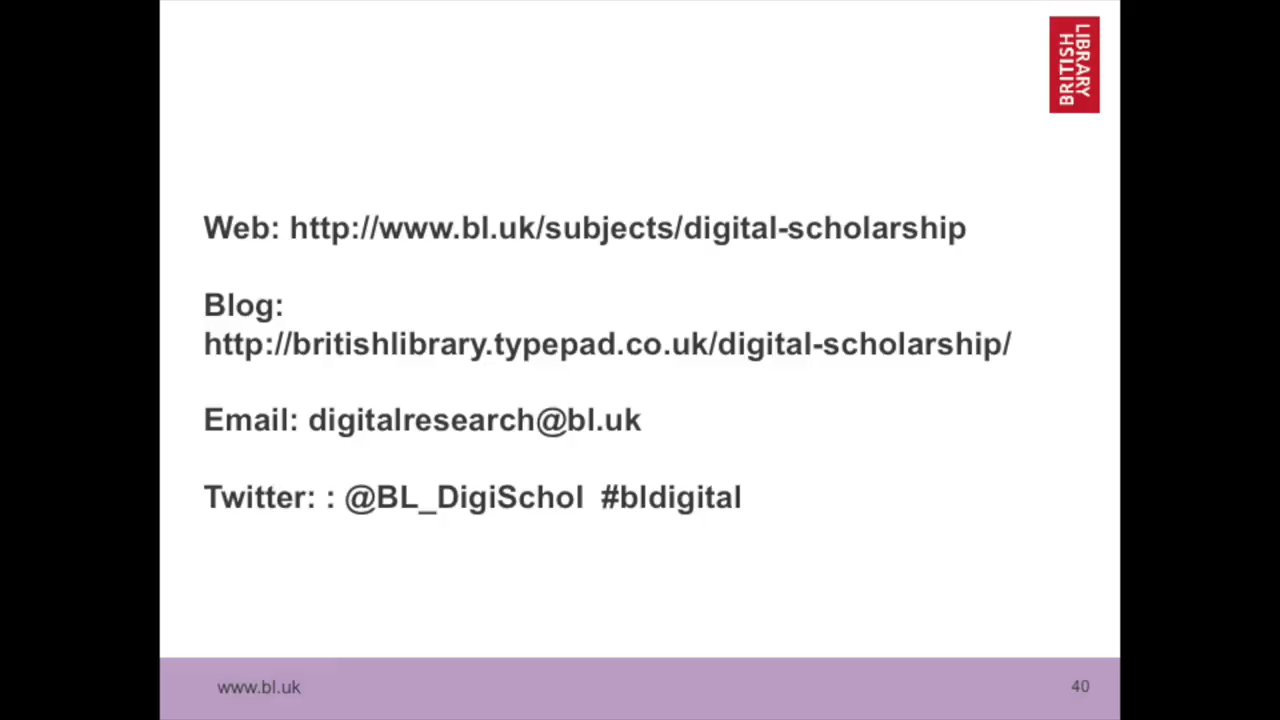 BRITISH
LIBRARY
Web: http://www.bl.uk/subjects/digital-scholarship
Blog:
http://britishlibrary.typepad.co.uk/digital-scholarship/
Email: digitalresearch@bl.uk
Twitter: : @BL_DigiSchol  #bldigital
www.bl.uk
40